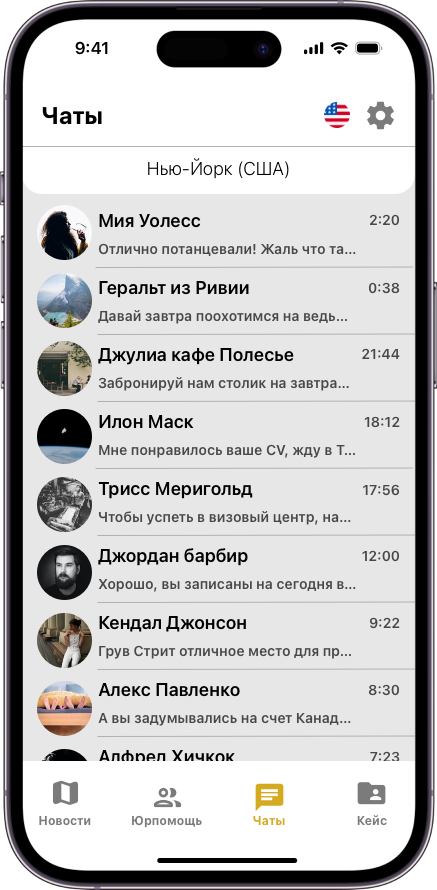 9:41
Чаты
Нью-Йорк (США)
Мия Уолесс 2:20
Отлично потанцевали! Жаль что та...
Геральт из Ривии 0:38
Давай завтра поохотимся на ведь...
Джулиа кафе Полесье 21:44
Забронируй нам столик на завтра...
Илон Маск 18:12
Мне понравилось ваше CV, жду в Т...
Трисс Меригольд 17:56
Чтобы успеть в визовый центр, на...
Джордан барбир 12:00
Хорошо, вы записаны на сегодня в...
Кендал Джонсон 9:22
Грув Стрит отличное место для пр...
Алекс Павленко 8:30
А вы задумывались на счет Канад...
Алфред Хичкок 7:23
Новости Юрпомощь Чаты Кейс